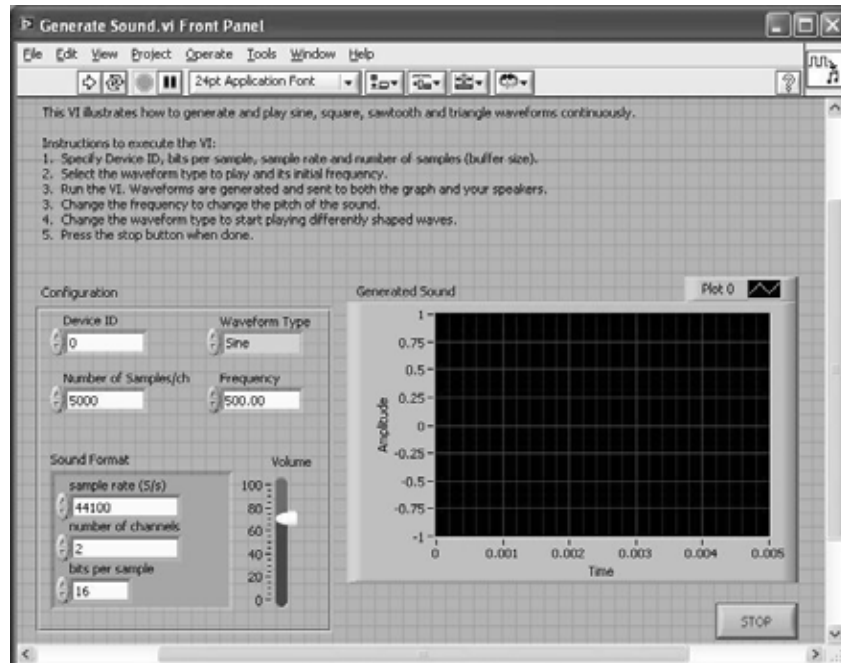 Generate Sound.vi Front Panel
File Edit View Project Operate Tools Window Help
24pt Application Font
This VI illustrates how to generate and play sine, square, sawtooth and triangle waveforms continuously.
Instructions to execute the VI:
1. Specify Device ID, bits per sample, sample rate and number of samples (buffer size).
2. Select the waveform type to play and its initial frequency.
3. Run the VI. Waveforms are generated and sent to both the graph and your speakers.
3. Change the frequency to change the pitch of the sound.
4. Change the waveform type to start playing differently shaped waves.
5. Press the stop button when done.
Configuration
Device ID
0
Waveform Type
Sine
Number of Samples/ch
5000
Frequency
500.00
Sound Format
sample rate (S/s)
44100
number of channels
2
bits per sample
16
Volume
100
80
60
40
20
0
Generated Sound
Plot 0
Amplitude
1
0.75
0.5
0.25
0
-0.25
-0.5
-0.75
-1
0 0.001 0.002 0.003 0.004 0.005
Time
STOP